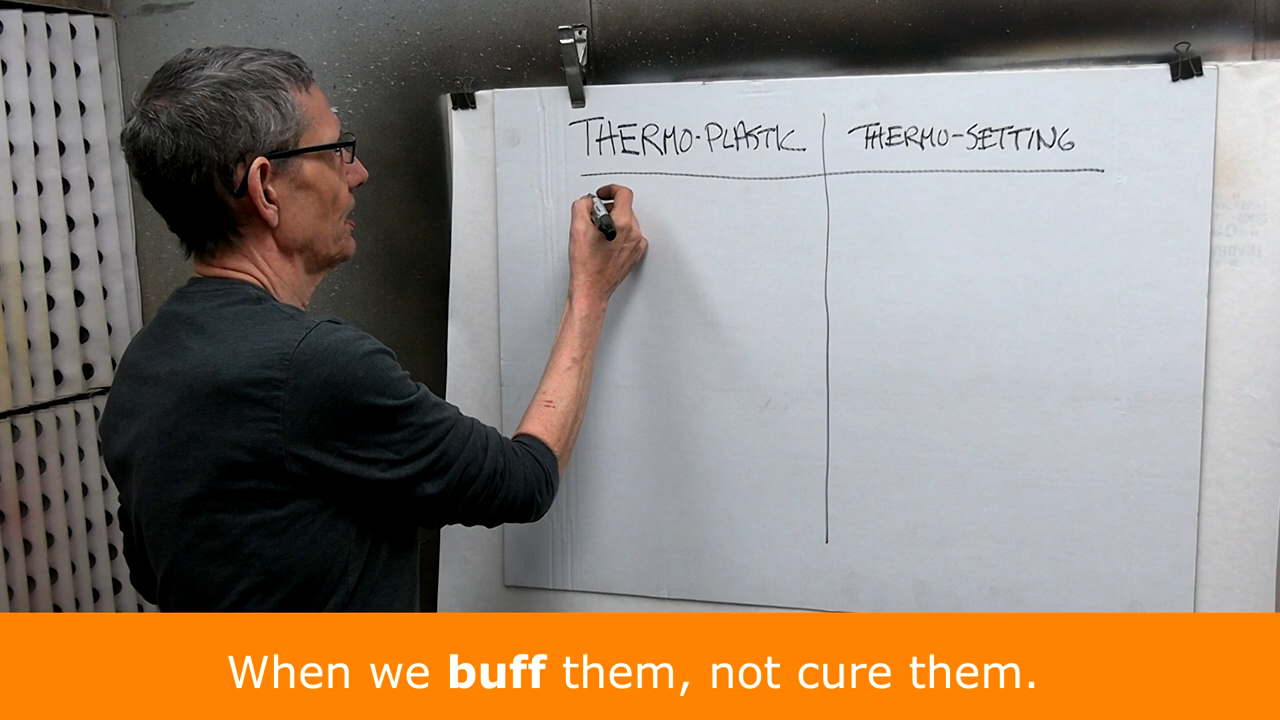 THERMO-PLASTIC THERMO-SETTING
When we buff them, not cure them.